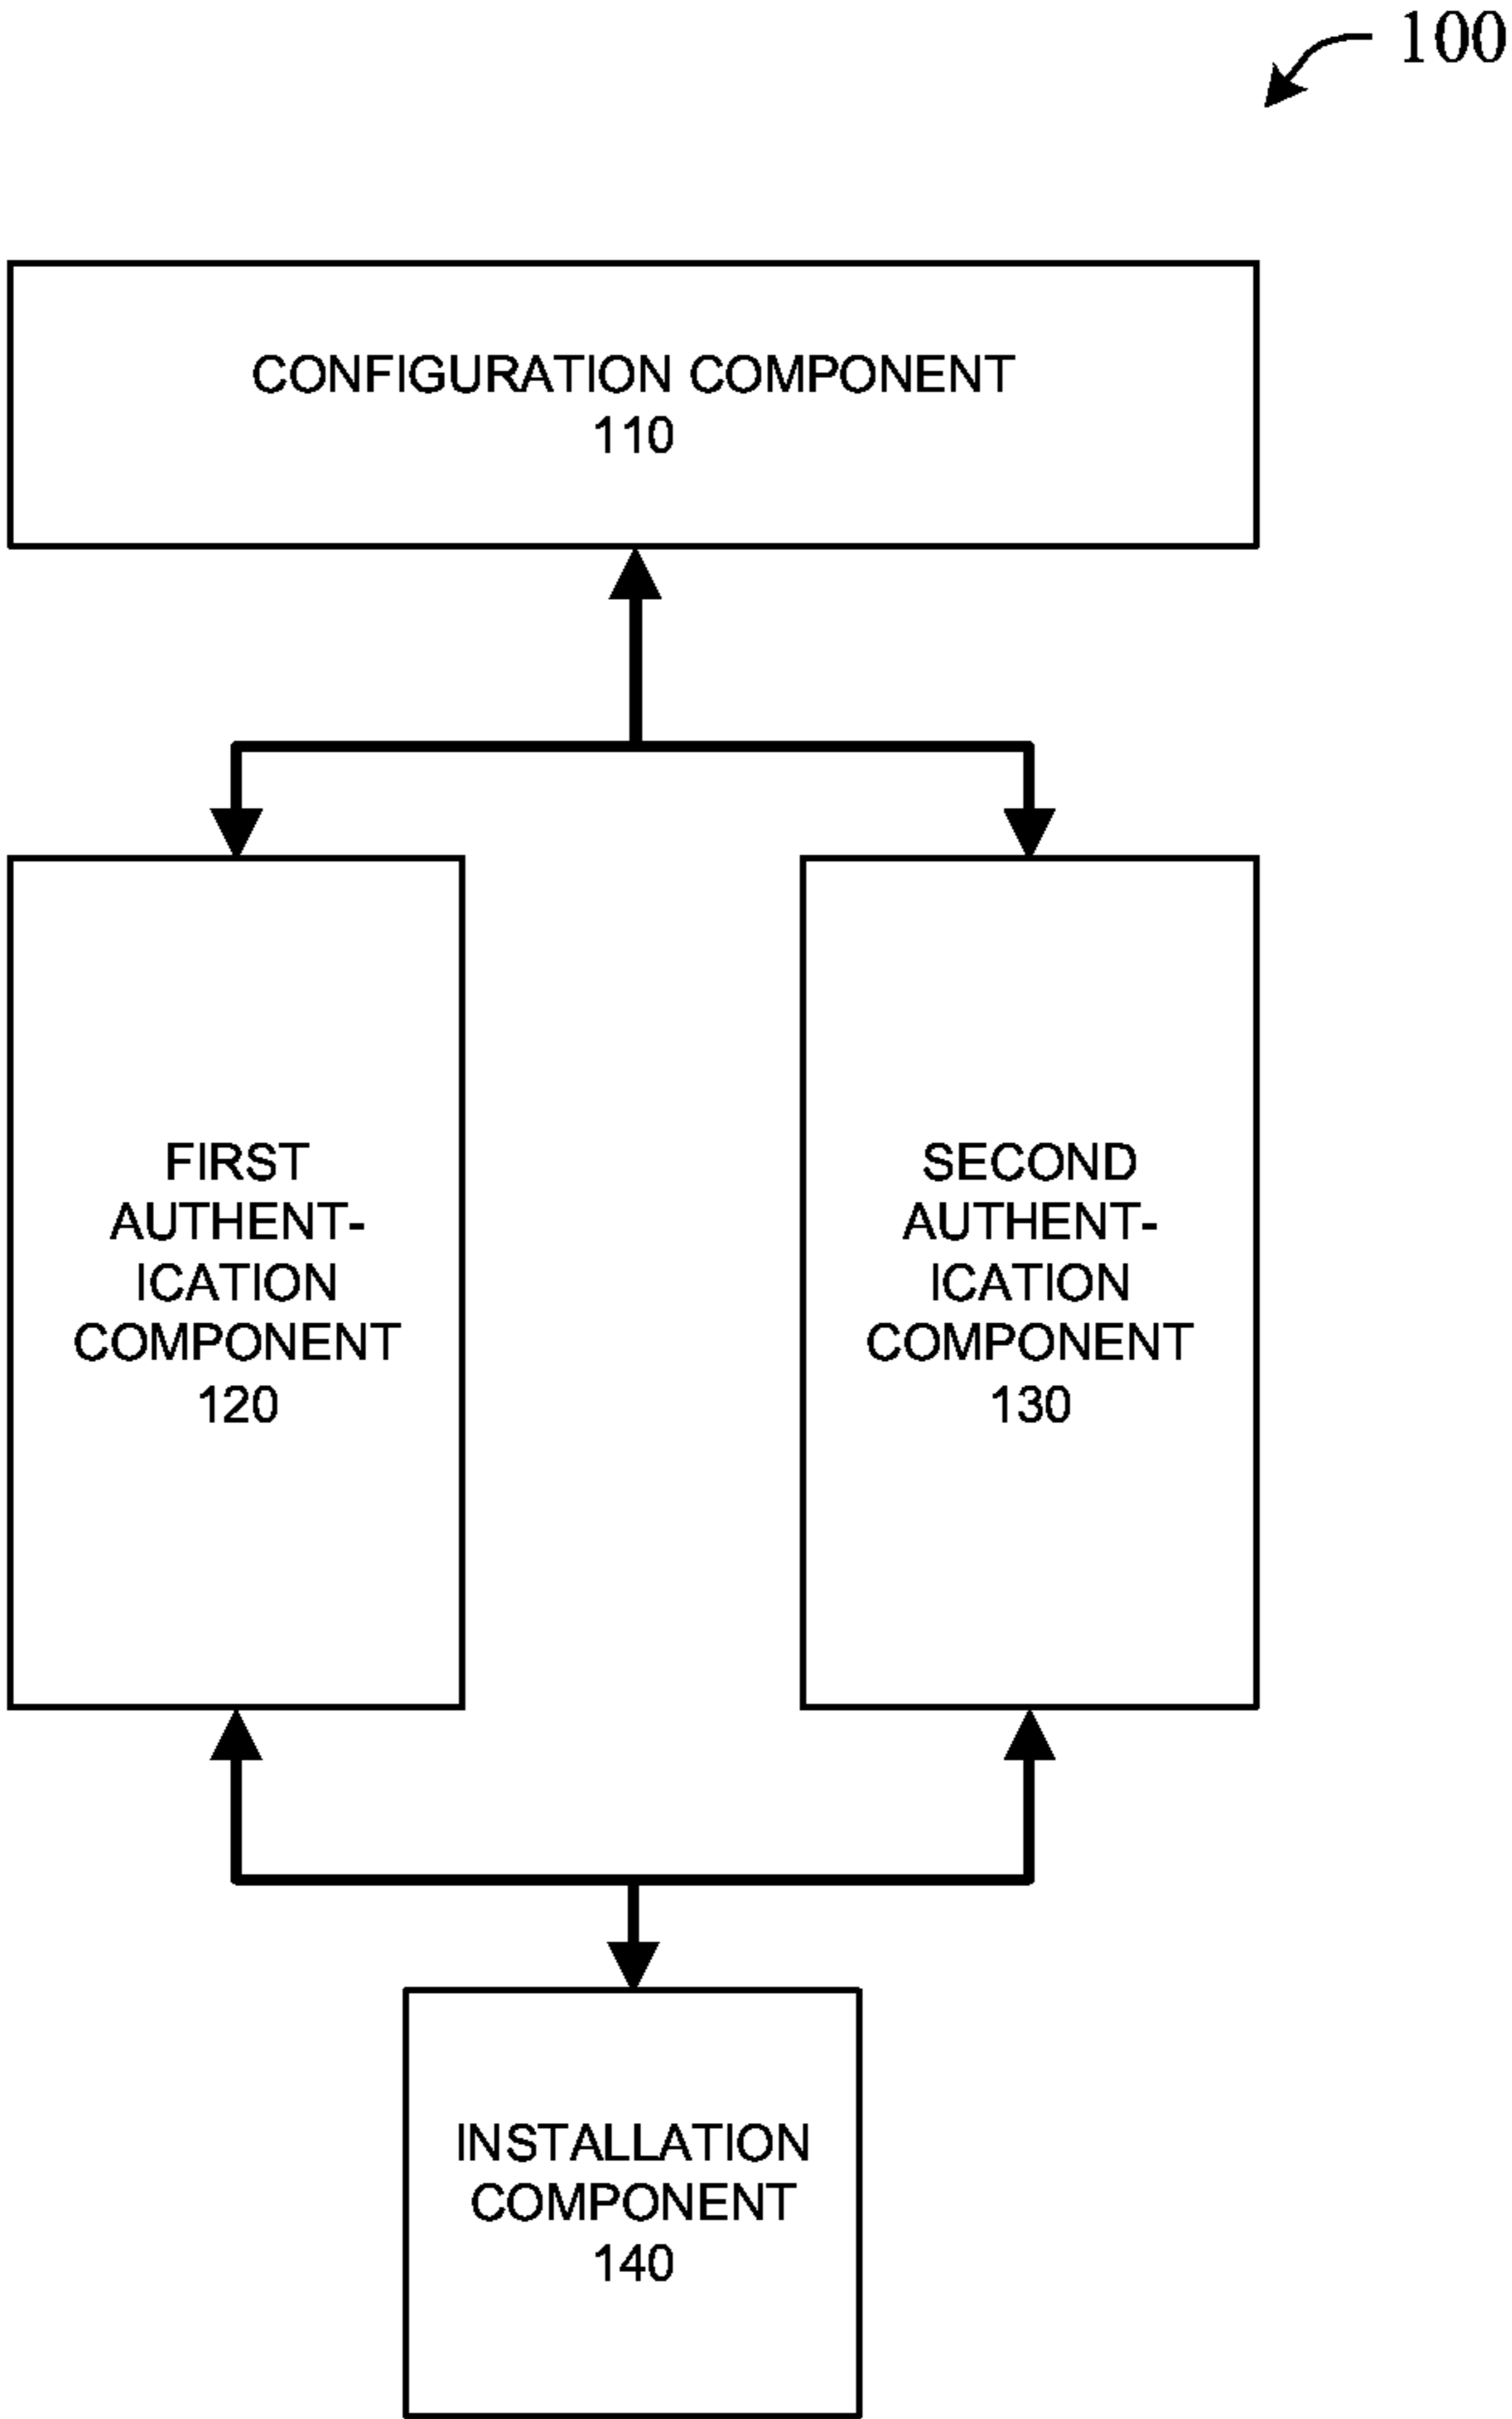 100
CONFIGURATION COMPONENT
110
FIRST
AUTHENT-
ICATION
COMPONENT
120
SECOND
AUTHENT-
ICATION
COMPONENT
130
INSTALLATION
COMPONENT
140